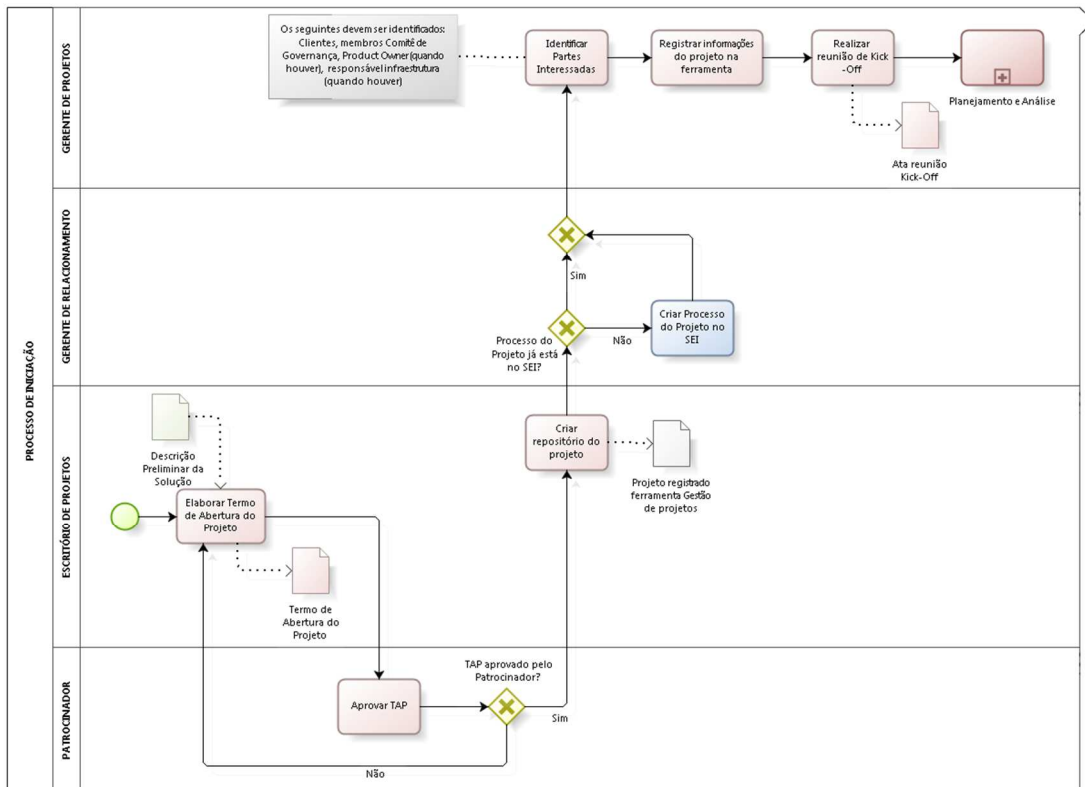 PROCESSO DE INICIAÇÃO
GERENTE DE PROJETOS
Os seguintes devem ser identificados:
Clientes, membros Comitê de
Governança, Product Owner(quando
houver), responsável infraestrutura
(quando houver)
Identificar
Partes
Interessadas
Registrar informações
do projeto na
ferramenta
Realizar
reunião de Kick
-Off
Planejamento e Análise
Ata reunião
Kick-Off
GERENTE DE RELACIONAMENTO
Sim
Processo do
Projeto já está
no SEI?
Não
Criar Processo
do Projeto no
SEI
ESCRITÓRIO DE PROJETOS
Descrição
Preliminar da
Solução
Elaborar Termo
de Abertura do
Projeto
Termo de
Abertura do
Projeto
Criar
repositório do
projeto
Projeto registrado
ferramenta Gestão
de projetos
PATROCINADOR
Aprovar TAP
TAP aprovado pelo
Patrocinador?
Sim
Não